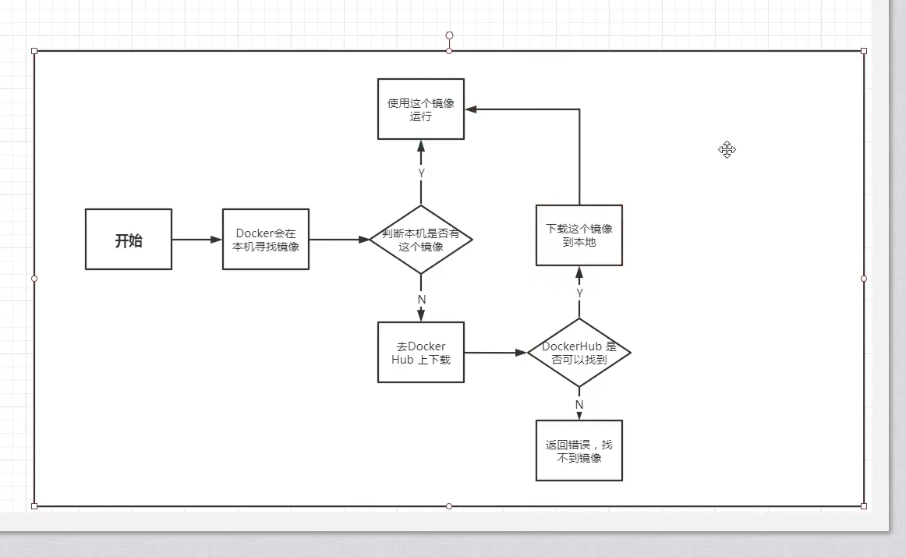 使用这个镜像
运行
Y
开始
Docker会在
本机寻找镜像
判断本机是否有
这个镜像
下载这个镜像
到本地
Y
N
去Docker
Hub 上下载
DockerHub 是
否可以找到
N
返回错误，找
不到镜像